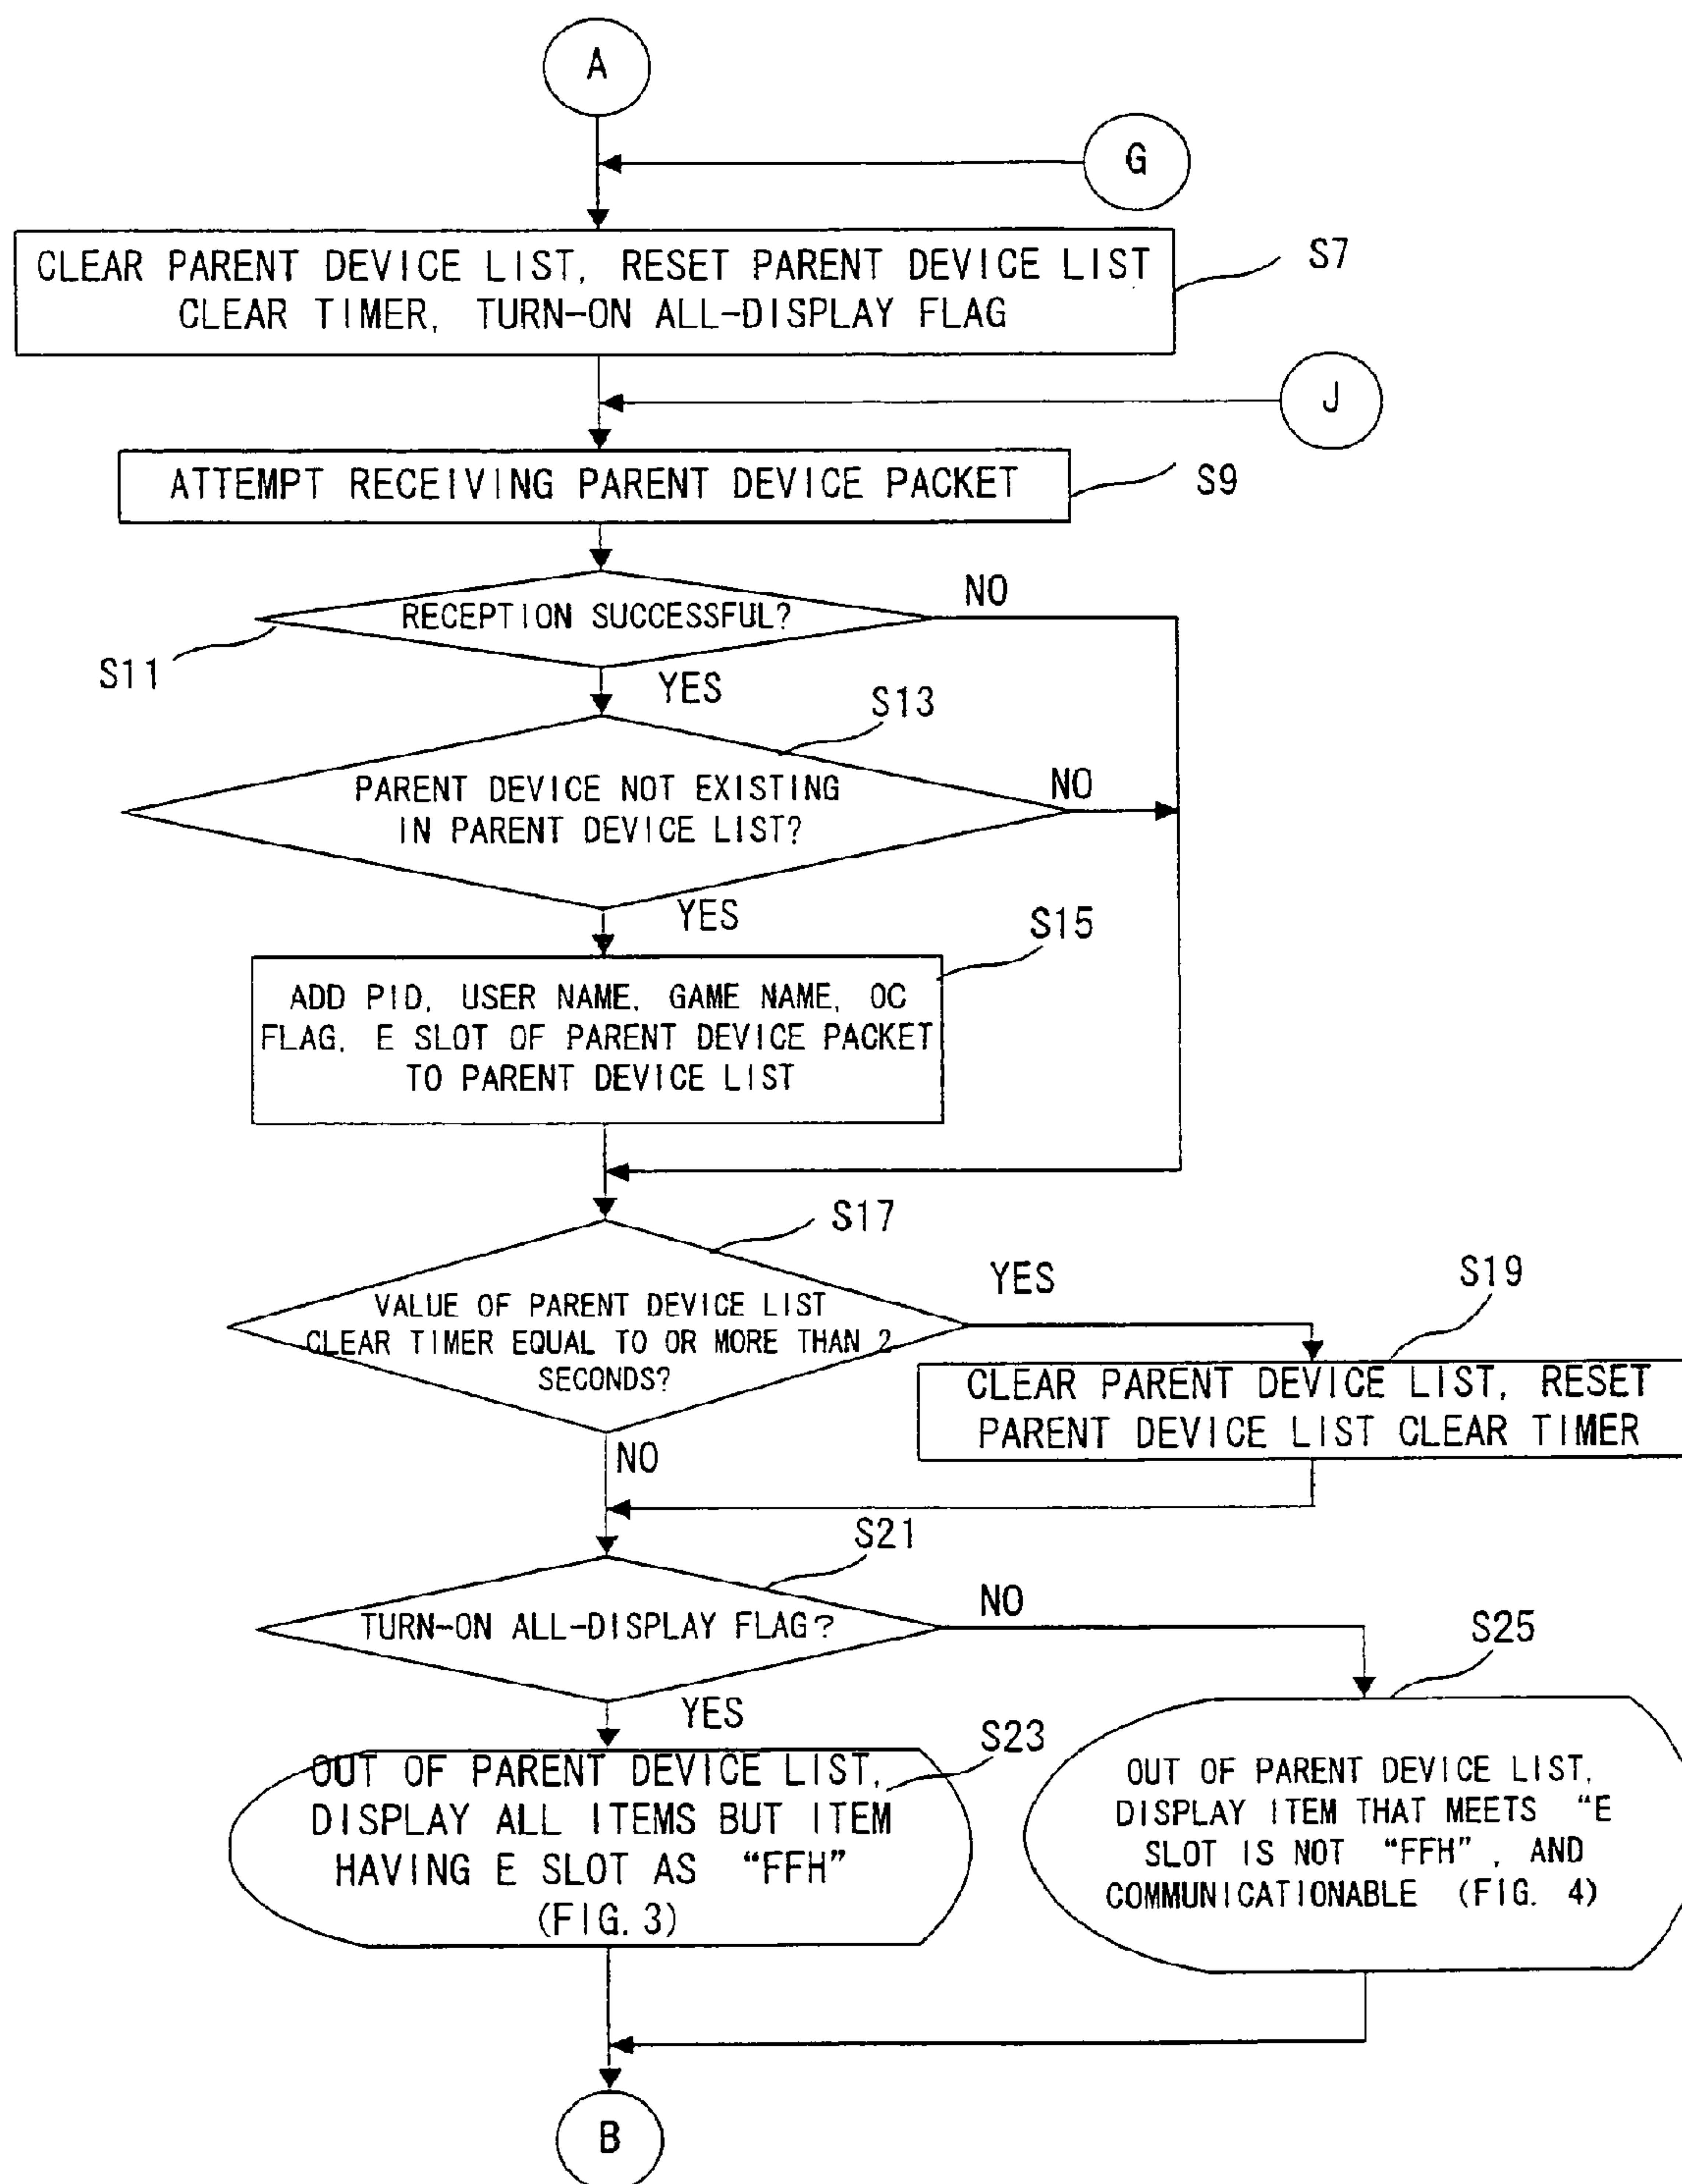 A
G
CLEAR PARENT DEVICE LIST, RESET PARENT DEVICE LIST
CLEAR TIMER, TURN-ON ALL-DISPLAY FLAG
S7
J
ATTEMPT RECEIVING PARENT DEVICE PACKET
S9
RECEPTION SUCCESSFUL?
NO
S11
YES
S13
PARENT DEVICE NOT EXISTING
IN PARENT DEVICE LIST?
NO
YES
S15
ADD PID, USER NAME, GAME NAME, OC
FLAG, E SLOT OF PARENT DEVICE PACKET
TO PARENT DEVICE LIST
S17
VALUE OF PARENT DEVICE LIST
CLEAR TIMER EQUAL TO OR MORE THAN 2
SECONDS?
YES
S19
CLEAR PARENT DEVICE LIST, RESET
PARENT DEVICE LIST CLEAR TIMER
NO
S21
TURN-ON ALL-DISPLAY FLAG?
NO
YES
S23
OUT OF PARENT DEVICE LIST,
DISPLAY ALL ITEMS BUT ITEM
HAVING E SLOT AS “FFH”
(FIG. 3)
S25
OUT OF PARENT DEVICE LIST,
DISPLAY ITEM THAT MEETS “E
SLOT IS NOT “FFH”, AND
COMMUNICATIONABLE (FIG. 4)
B